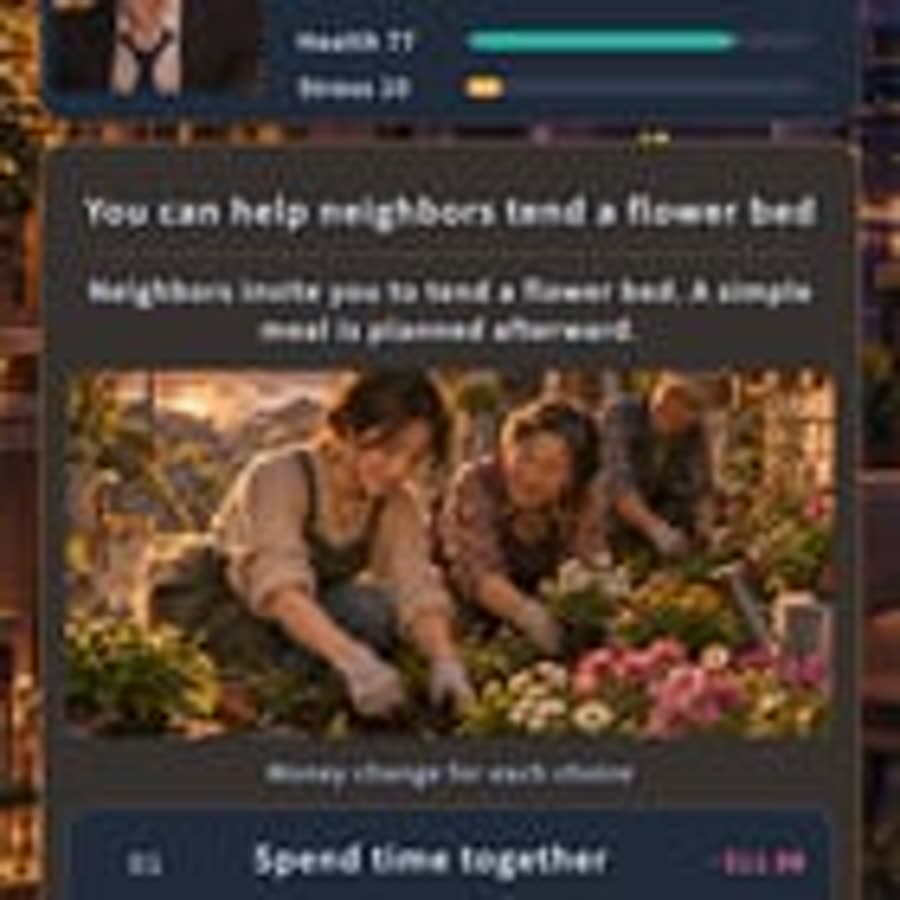 Health 77
Stress 10
You can help neighbors tend a flower bed
Neighbors invite you to tend a flower bed. A simple
meal is planned afterward.
Money change for each choice
01 Spend time together